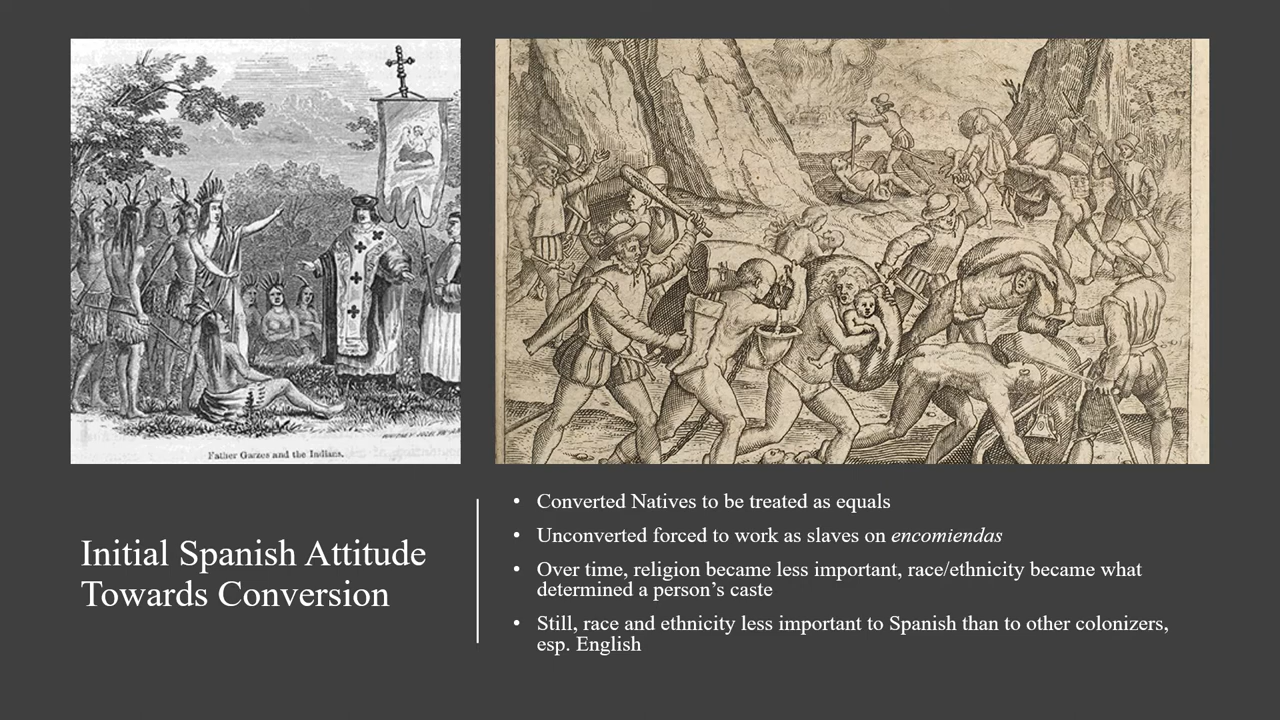 Father Garzes and the Indians.
Initial Spanish Attitude
Towards Conversion
• Converted Natives to be treated as equals
• Unconverted forced to work as slaves on encomiendas
• Over time, religion became less important, race/ethnicity became what
determined a person’s caste
• Still, race and ethnicity less important to Spanish than to other colonizers,
esp. English